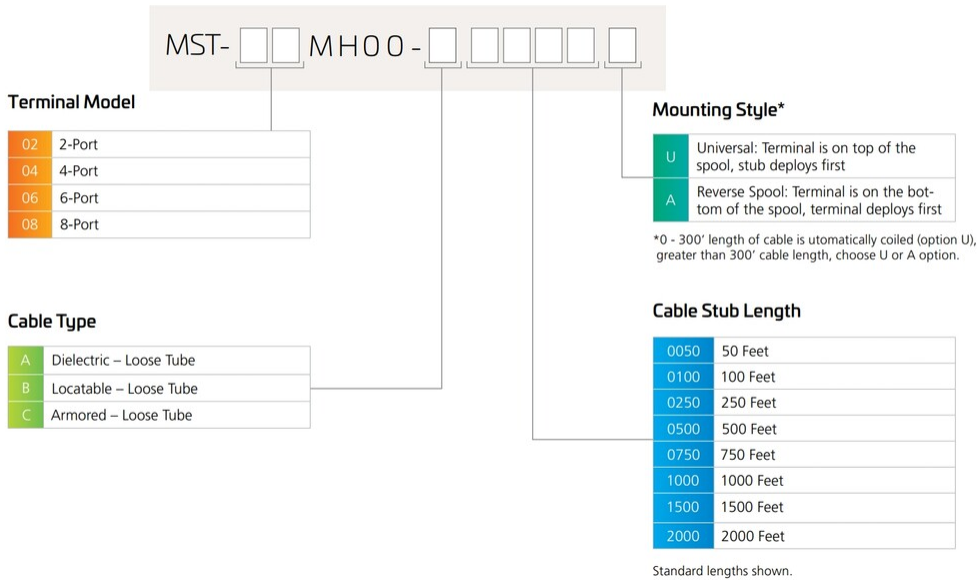 MST- MH00 -
Terminal Model
02 2-Port
04 4-Port
06 6-Port
08 8-Port
Cable Type
A Dielectric – Loose Tube
B Locatable – Loose Tube
C Armored – Loose Tube
Mounting Style*
U Universal: Terminal is on top of the
spool, stub deploys first
A Reverse Spool: Terminal is on the bot-
tom of the spool, terminal deploys first
*0 - 300’ length of cable is utomatically coiled (option U),
greater than 300’ cable length, choose U or A option.
Cable Stub Length
0050 50 Feet
0100 100 Feet
0250 250 Feet
0500 500 Feet
0750 750 Feet
1000 1000 Feet
1500 1500 Feet
2000 2000 Feet
Standard lengths shown.